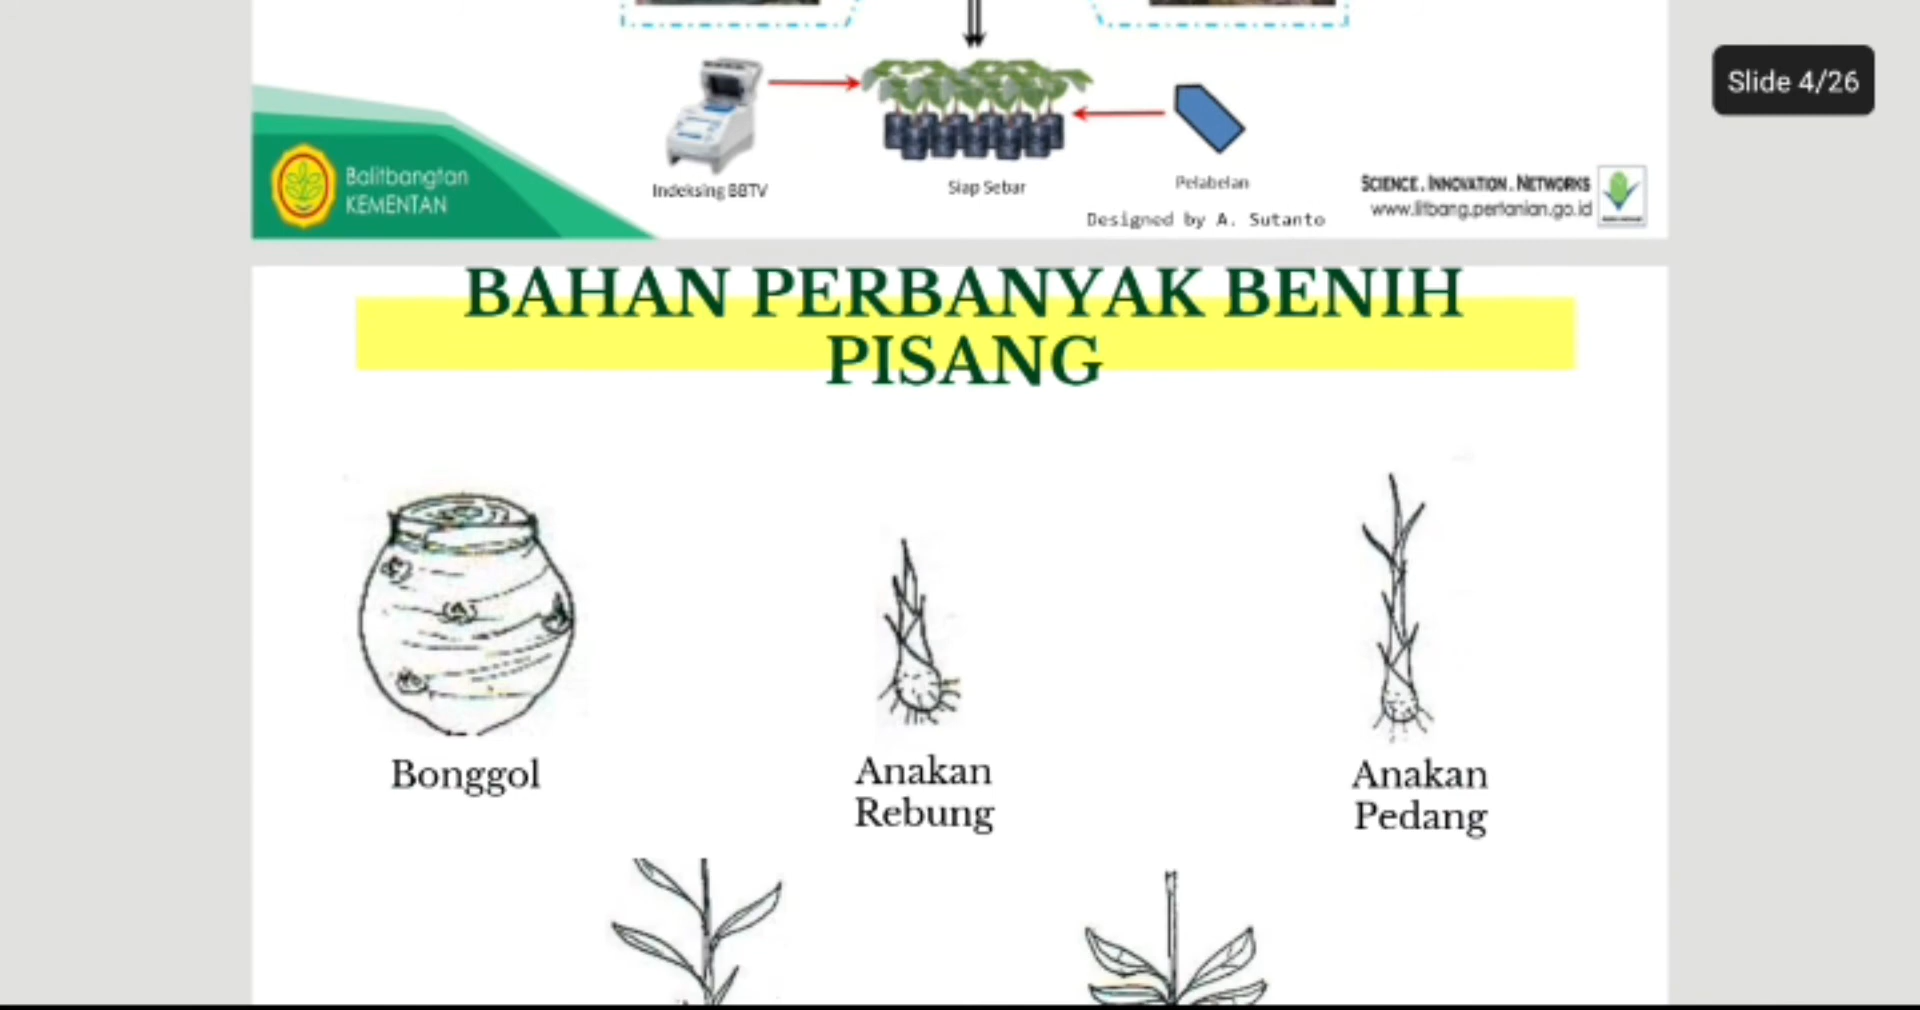 Slide 4/26
Balitbangtan
KEMENTAN
Indeksing BBTV
Siap Sebar
Pelabelan
Designed by A. Sutanto
SCIENCE . INNOVATION . NETWORKS
www.litbang.pertanian.go.id
BAHAN PERBANYAK BENIH
PISANG
Bonggol
Anakan
Rebung
Anakan
Pedang